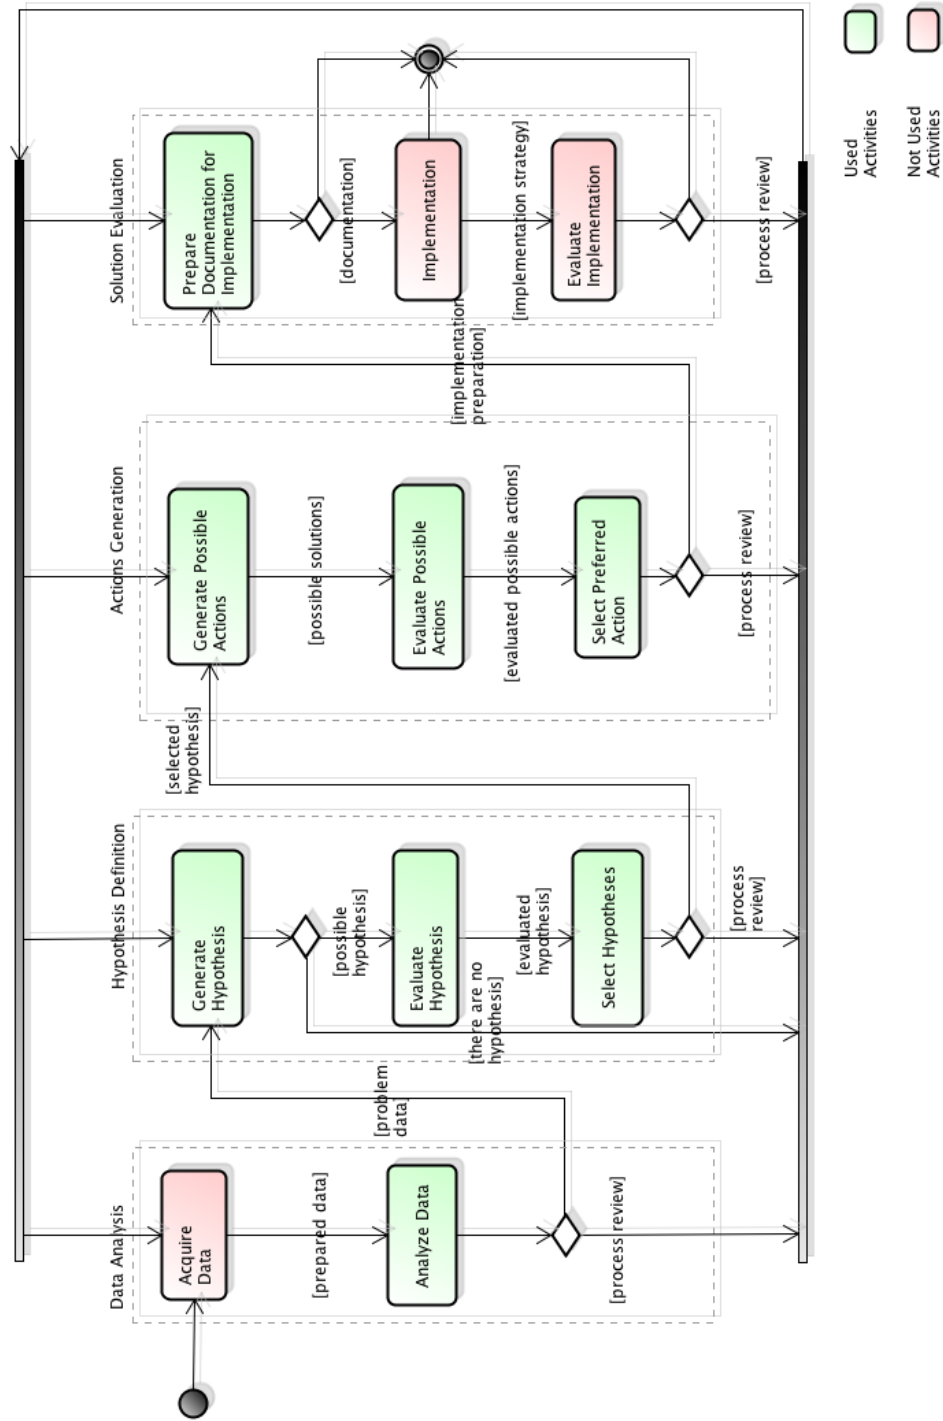 Data Analysis
Acquire
Data
[prepared data]
Analyze Data
[process review]
[problem
data]
Hypothesis Definition
Generate
Hypothesis
[possible
hypothesis]
Evaluate
Hypothesis
[there are no
hypothesis]
[evaluated
hypothesis]
Select Hypotheses
[process
review]
[selected
hypothesis]
Actions Generation
Generate Possible
Actions
[possible solutions]
Evaluate Possible
Actions
[evaluated possible actions]
Select Preferred
Action
[process review]
[implementation
preparation]
Solution Evaluation
Prepare
Documentation for
Implementation
[documentation]
Implementation
[implementation strategy]
Evaluate
Implementation
[process review]
Used
Activities
Not Used
Activities